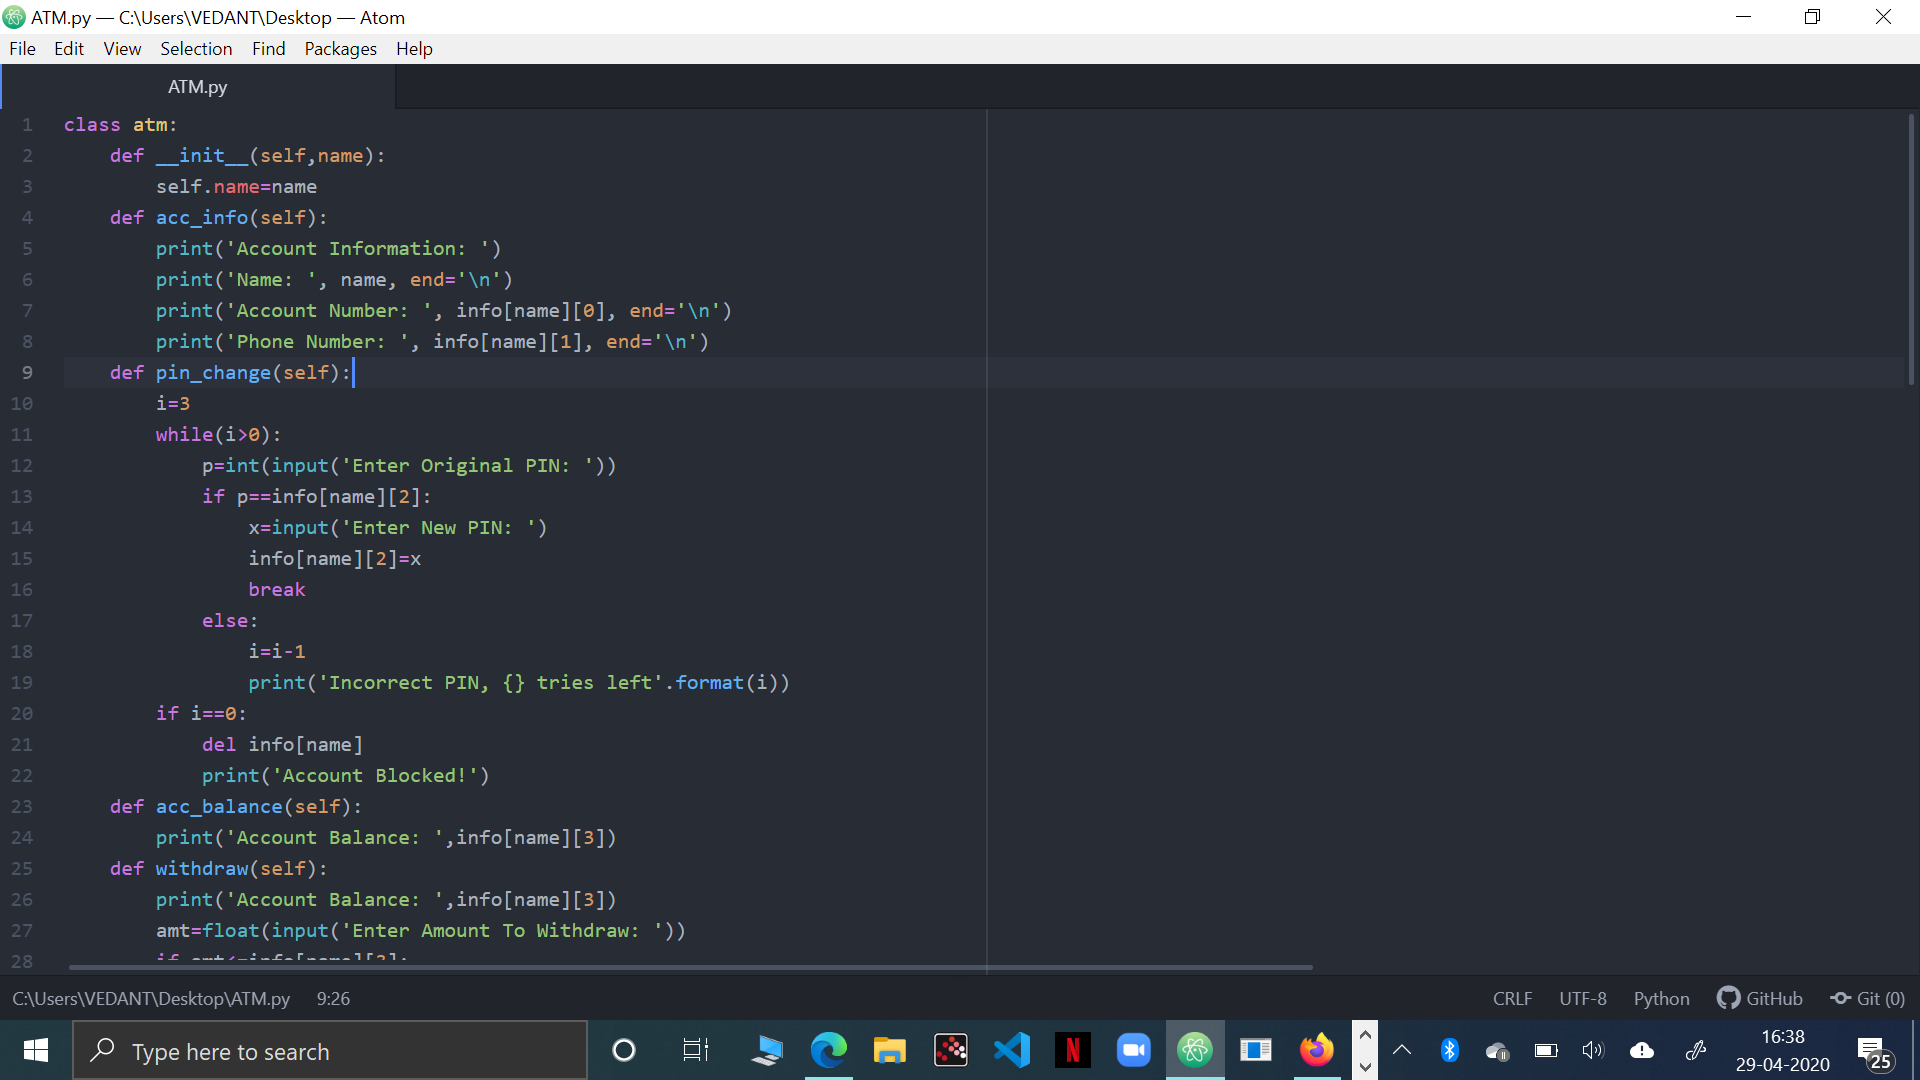 ATM.py — C:\Users\VEDANT\Desktop — Atom
File Edit View Selection Find Packages Help
ATM.py
1 class atm:
2     def __init__(self,name):
3         self.name=name
4     def acc_info(self):
5         print('Account Information: ')
6         print('Name: ', name, end='\n')
7         print('Account Number: ', info[name][0], end='\n')
8         print('Phone Number: ', info[name][1], end='\n')
9     def pin_change(self):
10         i=3
11         while(i>0):
12             p=int(input('Enter Original PIN: '))
13             if p==info[name][2]:
14                 x=input('Enter New PIN: ')
15                 info[name][2]=x
16                 break
17             else:
18                 i=i-1
19                 print('Incorrect PIN, {} tries left'.format(i))
20         if i==0:
21             del info[name]
22             print('Account Blocked!')
23     def acc_balance(self):
24         print('Account Balance: ',info[name][3])
25     def withdraw(self):
26         print('Account Balance: ',info[name][3])
27         amt=float(input('Enter Amount To Withdraw: '))
28         if amt<=info[name][3]:
C:\Users\VEDANT\Desktop\ATM.py 9:26 CRLF UTF-8 Python GitHub Git (0)
Type here to search
16:38
29-04-2020
25